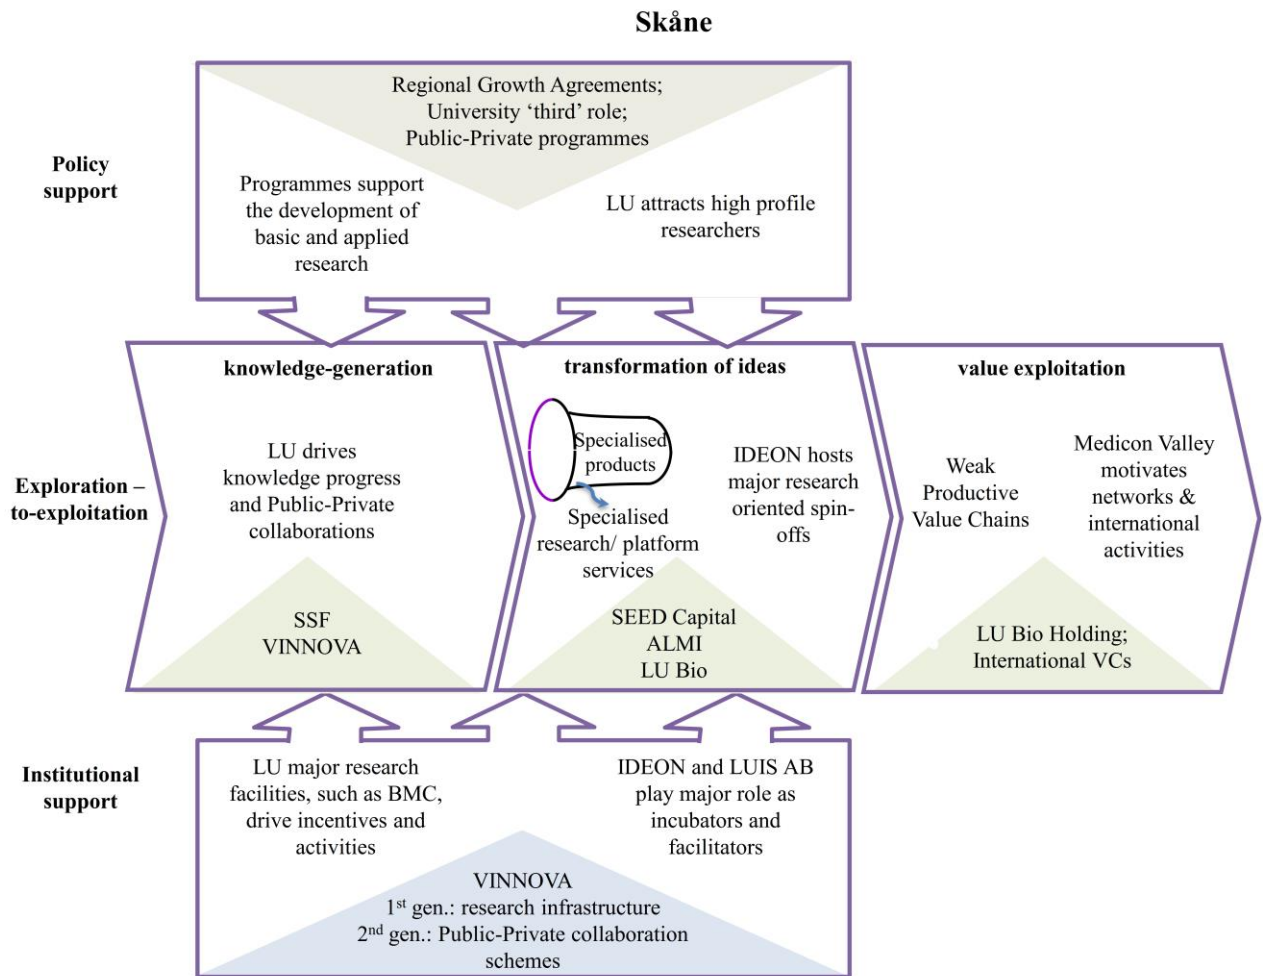 Skåne
Policy
support
Regional Growth Agreements;
University ‘third’ role;
Public-Private programmes
Programmes support
the development of
basic and applied
research
LU attracts high profile
researchers
Exploration –
to-exploitation
knowledge-generation
LU drives
knowledge progress
and Public-Private
collaborations
SSF
VINNOVA
transformation of ideas
Specialised
products
Specialised
research/ platform
services
IDEON hosts
major research
oriented spin-
offs
SEED Capital
ALMI
LU Bio
value exploitation
Weak
Productive
Value Chains
Medicon Valley
motivates
networks &
international
activities
LU Bio Holding;
International VCs
Institutional
support
LU major research
facilities, such as BMC,
drive incentives and
activities
IDEON and LUIS AB
play major role as
incubators and
facilitators
VINNOVA
1st gen.: research infrastructure
2nd gen.: Public-Private collaboration
schemes